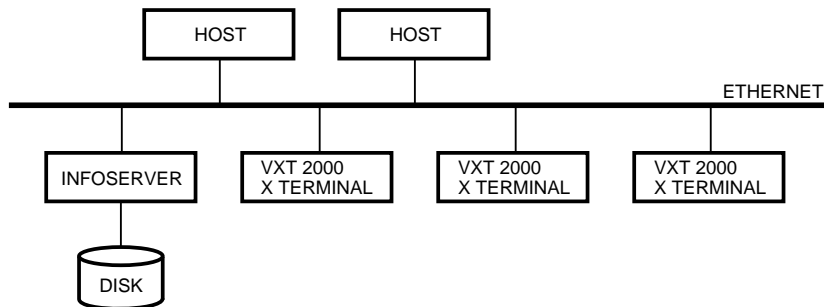 HOST
HOST
ETHERNET
INFOSERVER
VXT 2000
X TERMINAL
VXT 2000
X TERMINAL
VXT 2000
X TERMINAL
DISK